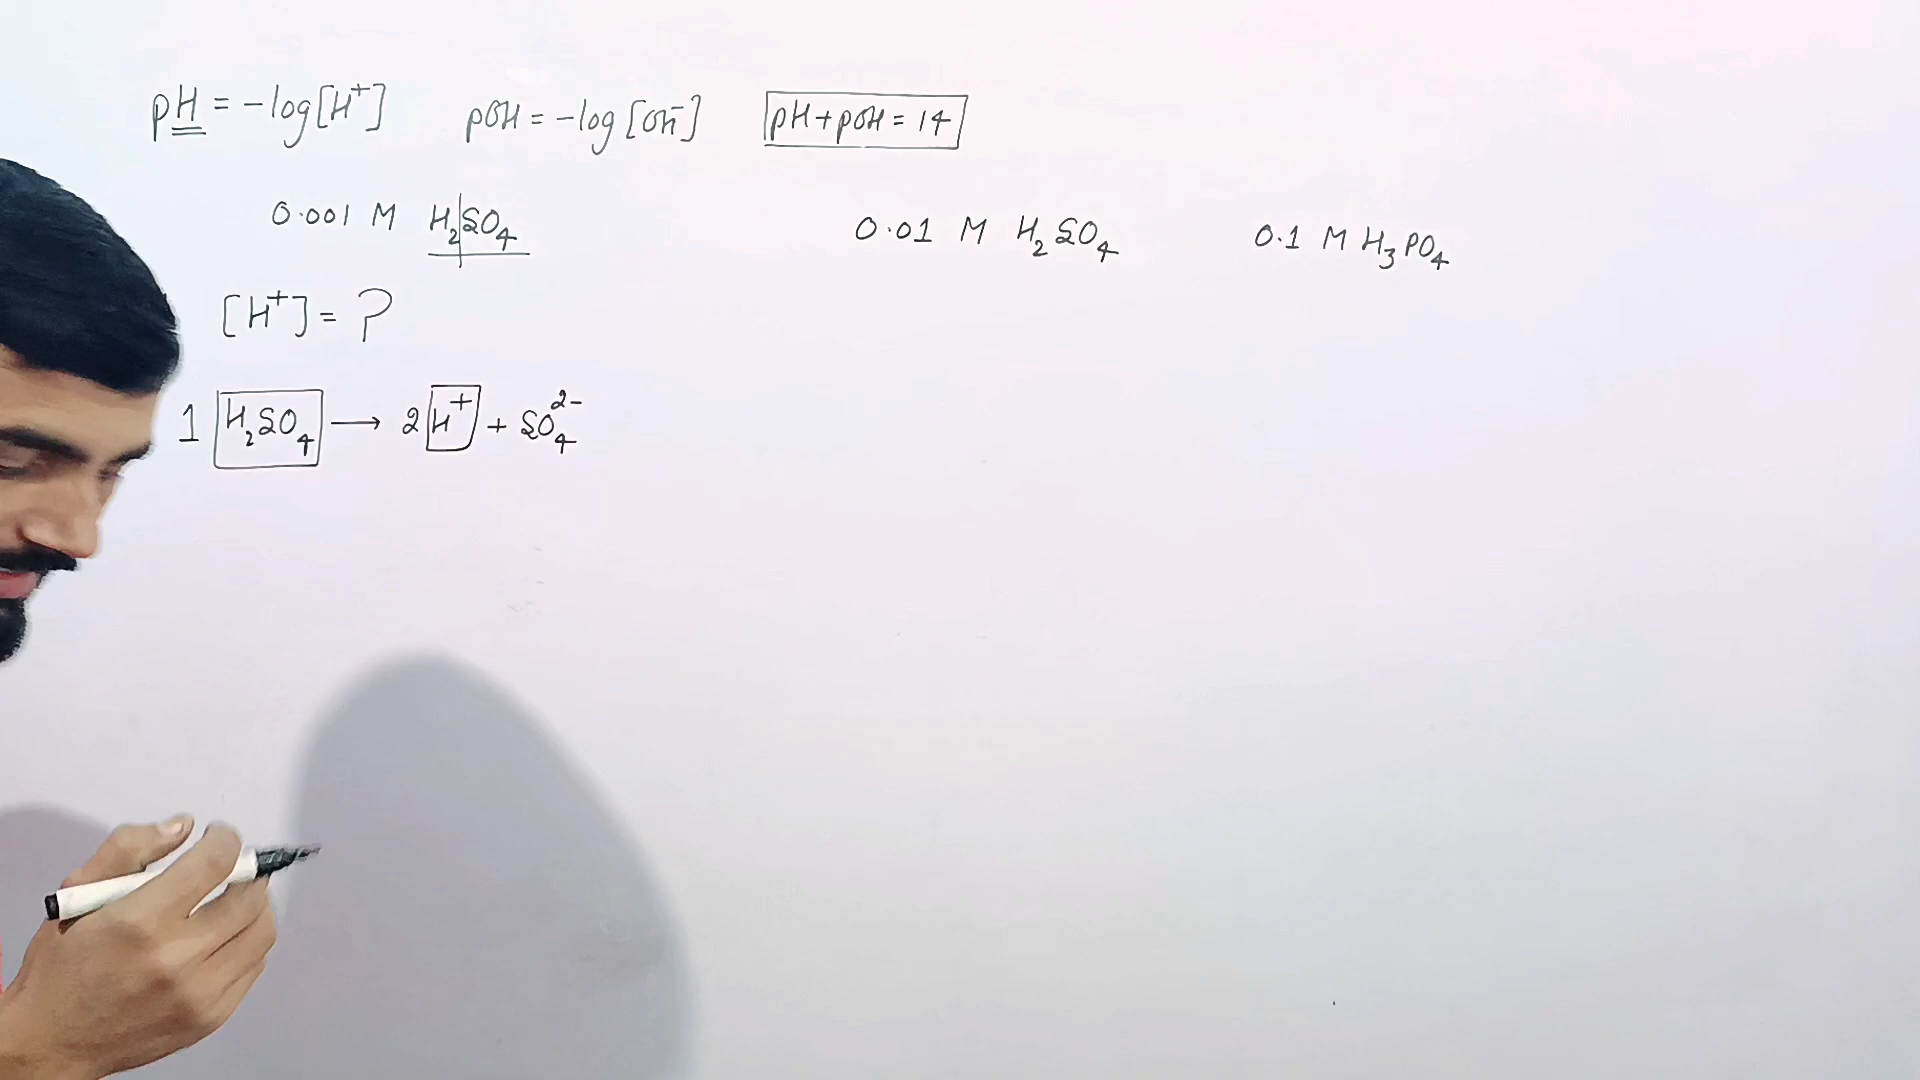 pH = -log[H⁺] pOH = -log[OH⁻] pH+pOH = 14
0.001 M H₂SO₄ 0.01 M H₂SO₄ 0.1 M H₃PO₄
[H⁺] = ?
1 H₂SO₄ → 2 H⁺ + SO₄²⁻